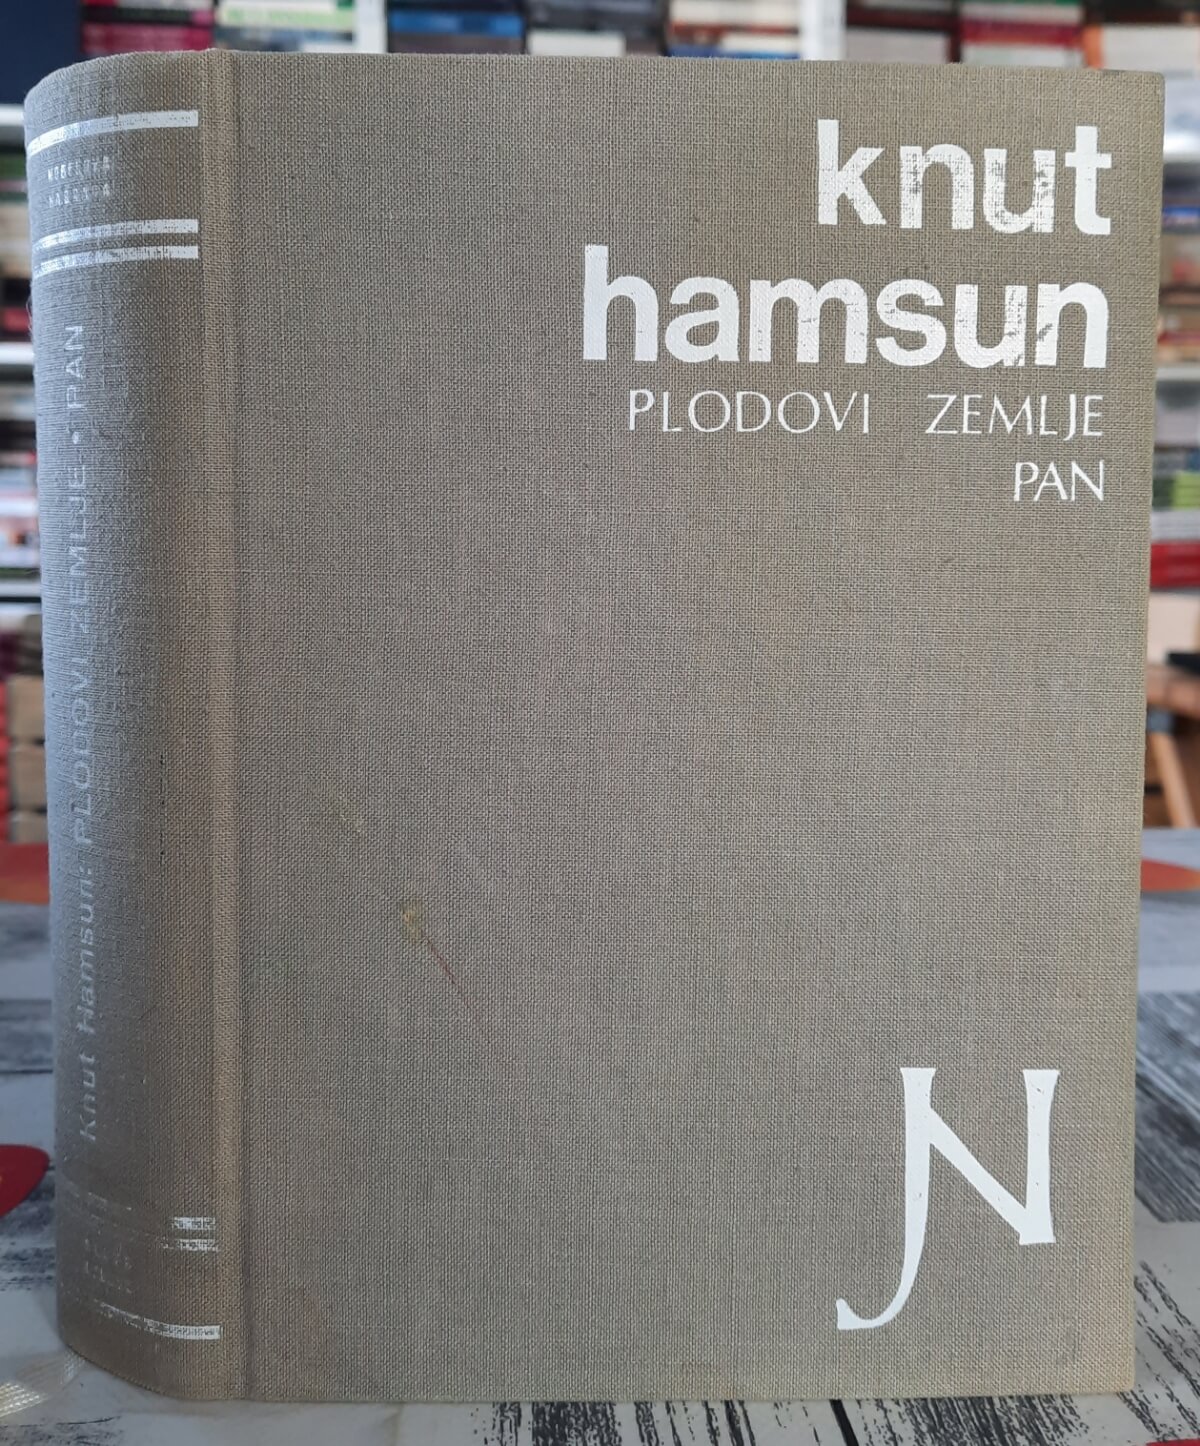 knut
hamsun
PLODOVI ZEMLJE
PAN
N
Knut Hamsun: PLODOVI ZEMLJE • PAN